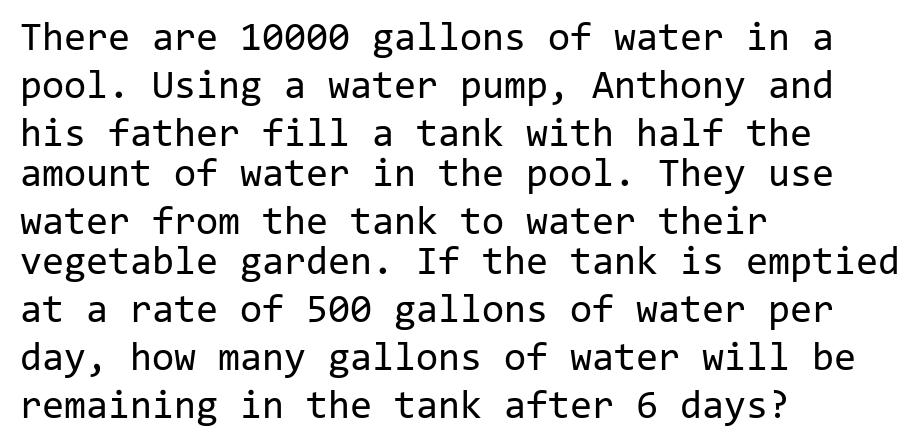 There are 10000 gallons of water in a
pool. Using a water pump, Anthony and
his father fill a tank with half the
amount of water in the pool. They use
water from the tank to water their
vegetable garden. If the tank is emptied
at a rate of 500 gallons of water per
day, how many gallons of water will be
remaining in the tank after 6 days?